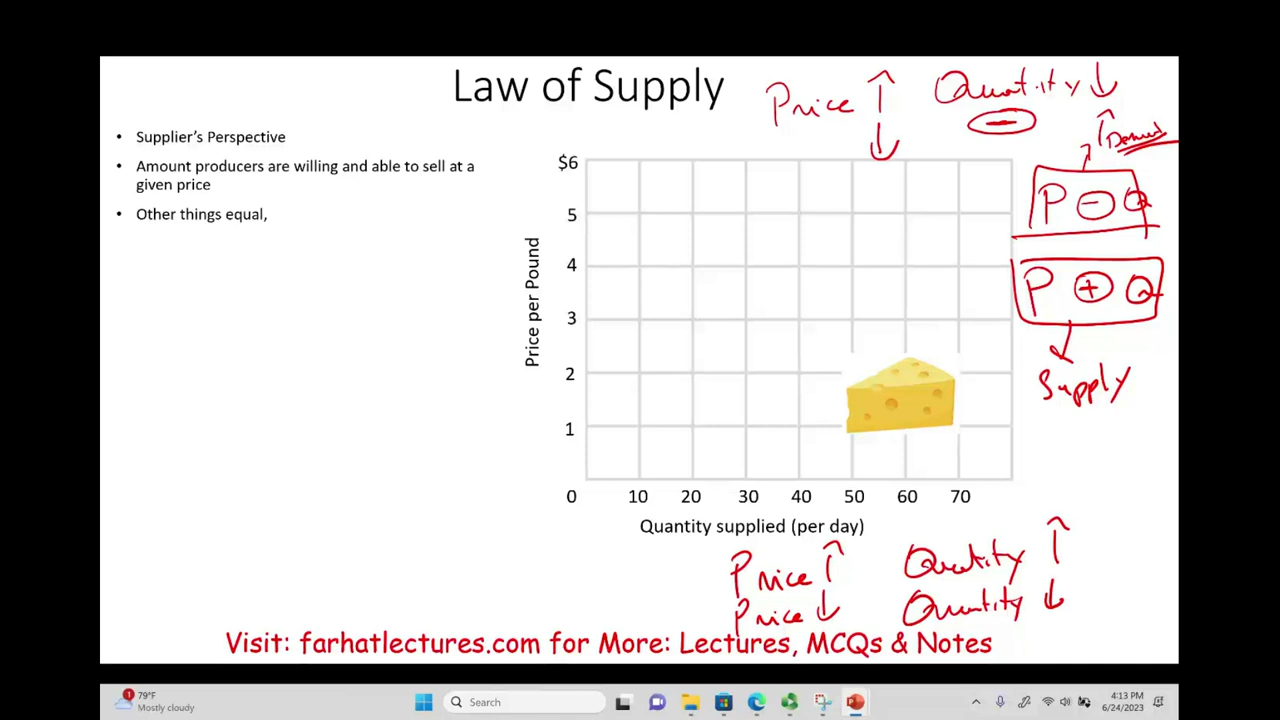 Law of Supply
Price ↑ Quantity ↓
↓
−
Demand
• Supplier's Perspective
• Amount producers are willing and able to sell at a
given price
• Other things equal,
P − Q
P + Q
Supply
Price per Pound
$6
5
4
3
2
1
0 10 20 30 40 50 60 70
Quantity supplied (per day)
Price ↑ Quantity ↑
Price ↓ Quantity ↓
Visit: farhatlectures.com for More: Lectures, MCQs & Notes
1
79°F
Mostly cloudy
Search
4:13 PM
6/24/2023